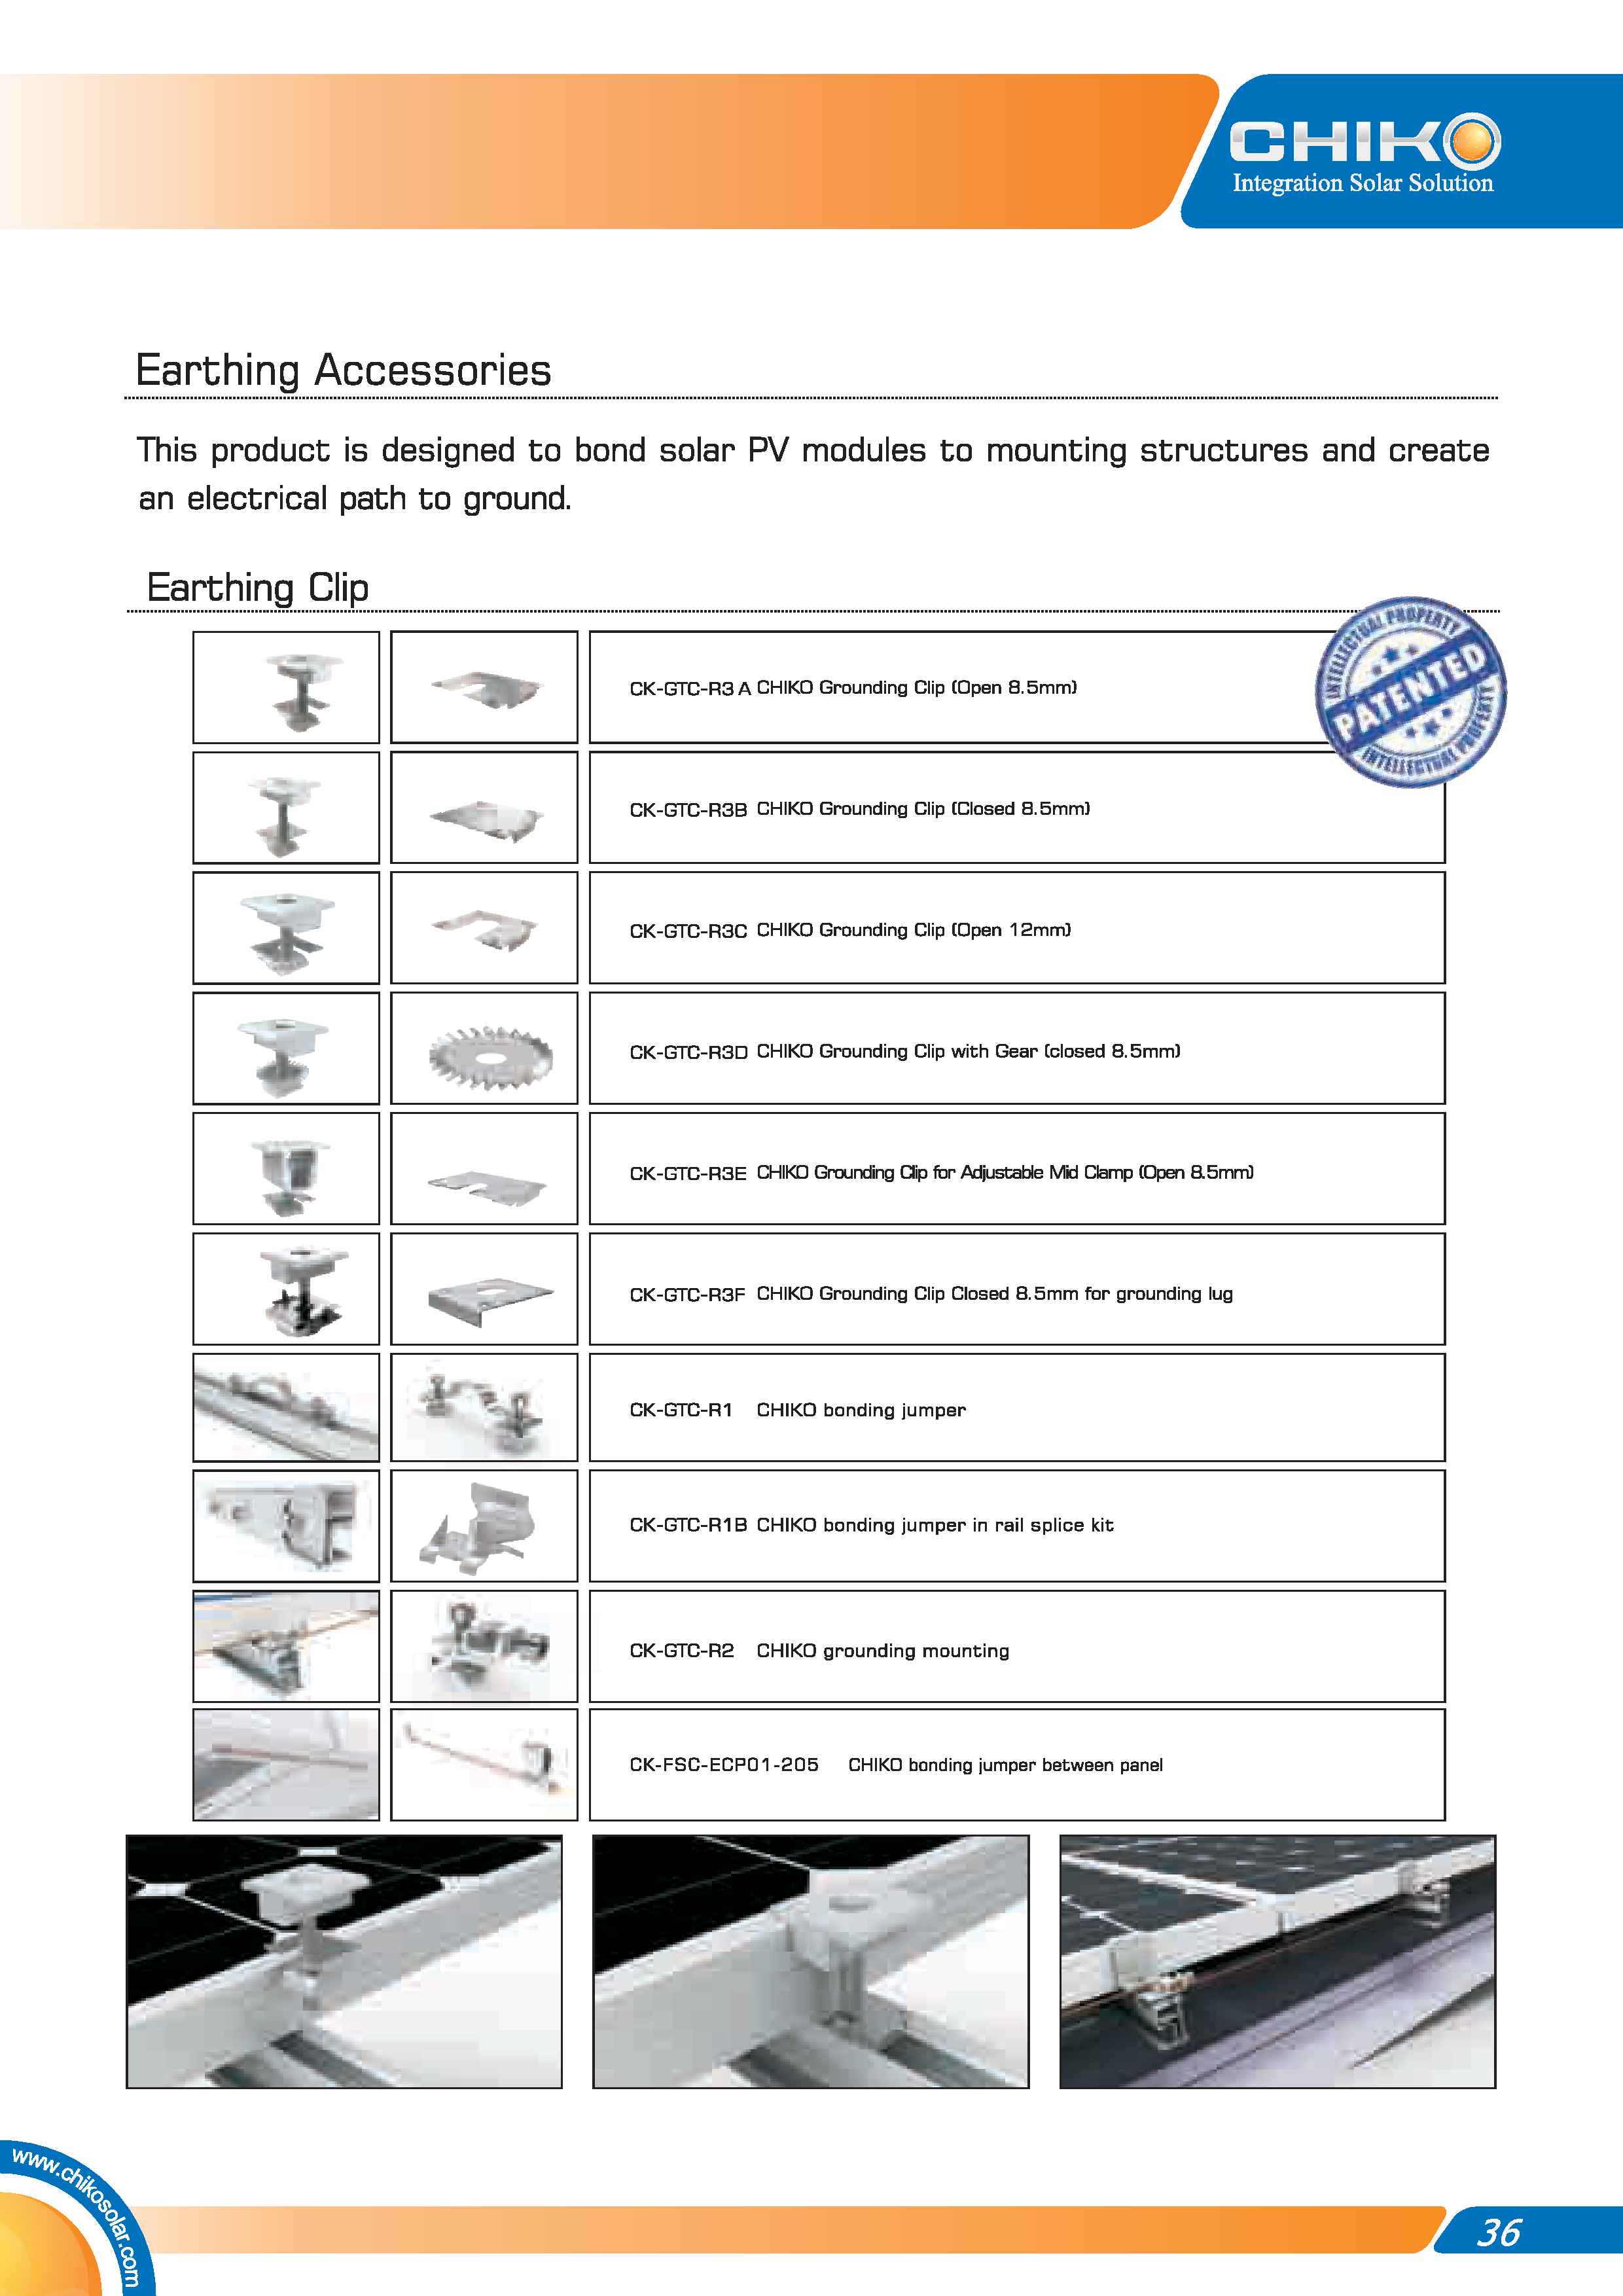 CHIKO
Integration Solar Solution
Earthing Accessories
This product is designed to bond solar PV modules to mounting structures and create
an electrical path to ground.
Earthing Clip
INTELLECTUAL PROPERTY
PATENTED
INTELLECTUAL PROPERTY
CK-GTC-R3 A CHIKO Grounding Clip (Open 8.5mm)
CK-GTC-R3B CHIKO Grounding Clip (Closed 8.5mm)
CK-GTC-R3C CHIKO Grounding Clip (Open 12mm)
CK-GTC-R3D CHIKO Grounding Clip with Gear (closed 8.5mm)
CK-GTC-R3E CHIKO Grounding Clip for Adjustable Mid Clamp (Open 8.5mm)
CK-GTC-R3F CHIKO Grounding Clip Closed 8.5mm for grounding lug
CK-GTC-R1 CHIKO bonding jumper
CK-GTC-R1B CHIKO bonding jumper in rail splice kit
CK-GTC-R2 CHIKO grounding mounting
CK-FSC-ECP01-205 CHIKO bonding jumper between panel
www.chikosolar.com
36